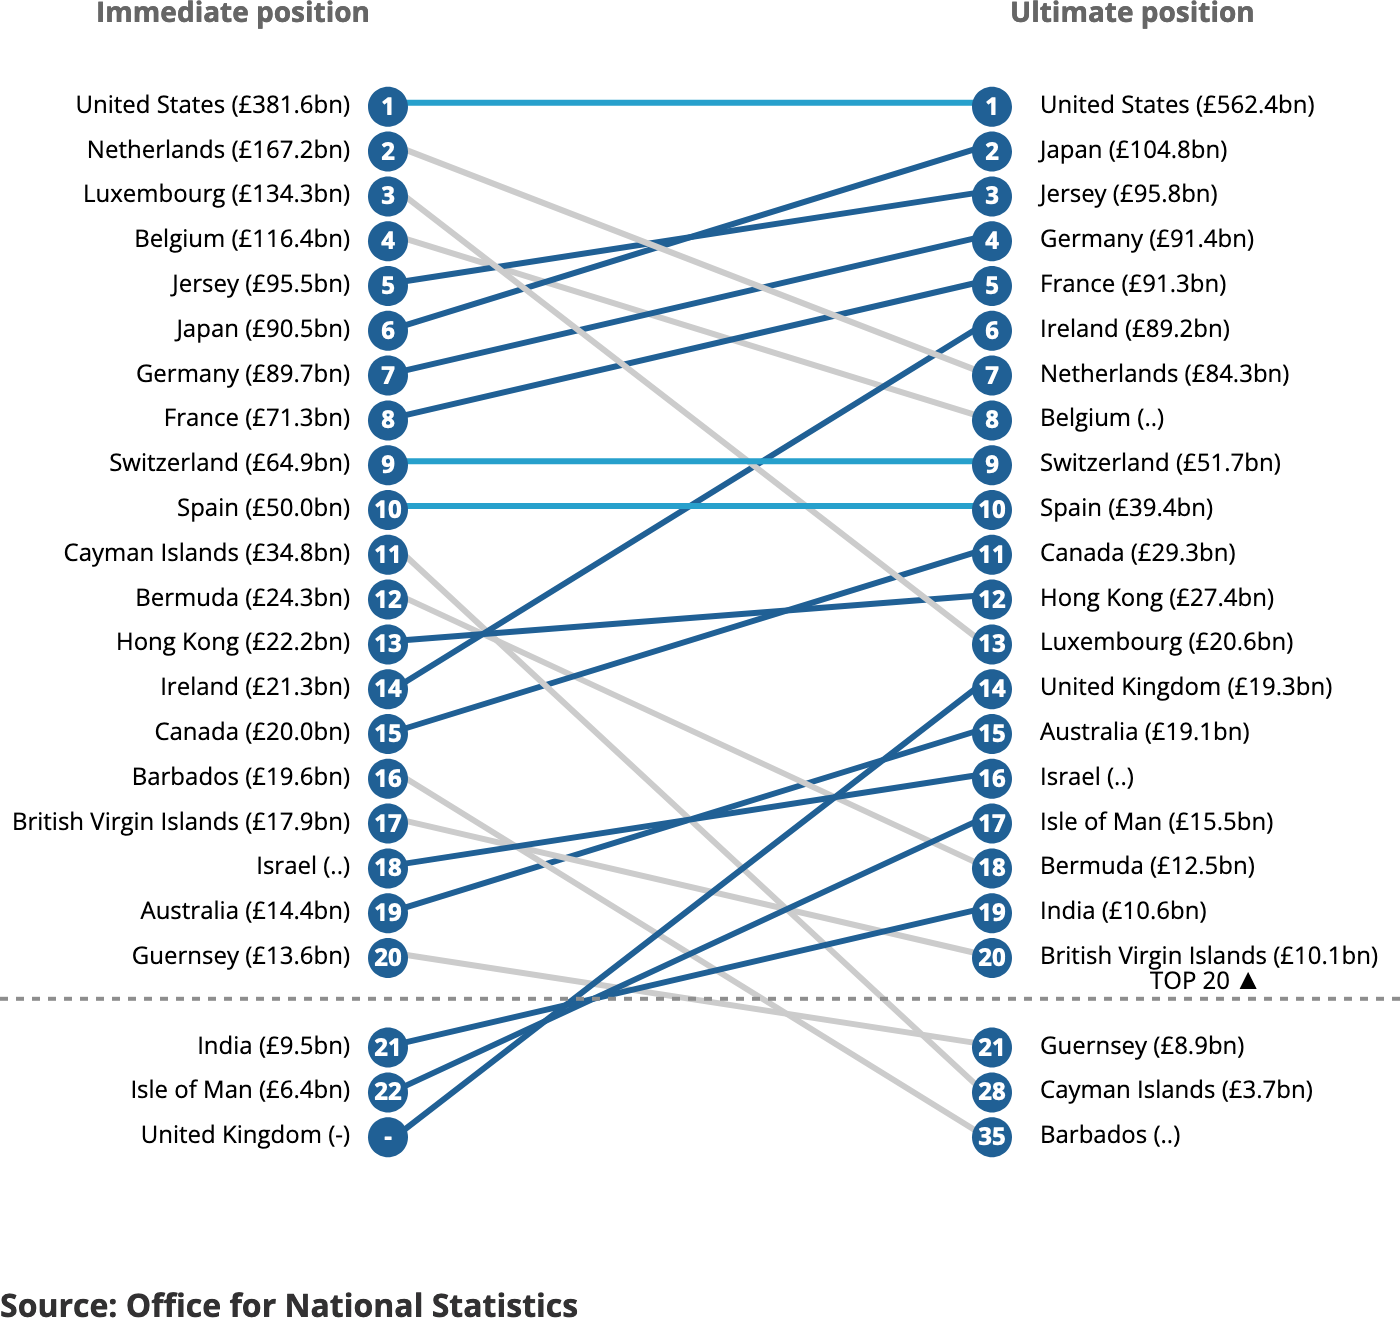 Immediate position Ultimate position
United States (£381.6bn) 1 1 United States (£562.4bn)
Netherlands (£167.2bn) 2 2 Japan (£104.8bn)
Luxembourg (£134.3bn) 3 3 Jersey (£95.8bn)
Belgium (£116.4bn) 4 4 Germany (£91.4bn)
Jersey (£95.5bn) 5 5 France (£91.3bn)
Japan (£90.5bn) 6 6 Ireland (£89.2bn)
Germany (£89.7bn) 7 7 Netherlands (£84.3bn)
France (£71.3bn) 8 8 Belgium (..)
Switzerland (£64.9bn) 9 9 Switzerland (£51.7bn)
Spain (£50.0bn) 10 10 Spain (£39.4bn)
Cayman Islands (£34.8bn) 11 11 Canada (£29.3bn)
Bermuda (£24.3bn) 12 12 Hong Kong (£27.4bn)
Hong Kong (£22.2bn) 13 13 Luxembourg (£20.6bn)
Ireland (£21.3bn) 14 14 United Kingdom (£19.3bn)
Canada (£20.0bn) 15 15 Australia (£19.1bn)
Barbados (£19.6bn) 16 16 Israel (..)
British Virgin Islands (£17.9bn) 17 17 Isle of Man (£15.5bn)
Israel (..) 18 18 Bermuda (£12.5bn)
Australia (£14.4bn) 19 19 India (£10.6bn)
Guernsey (£13.6bn) 20 20 British Virgin Islands (£10.1bn)
TOP 20 ▲
India (£9.5bn) 21 21 Guernsey (£8.9bn)
Isle of Man (£6.4bn) 22 28 Cayman Islands (£3.7bn)
United Kingdom (-) - 35 Barbados (..)
Source: Office for National Statistics